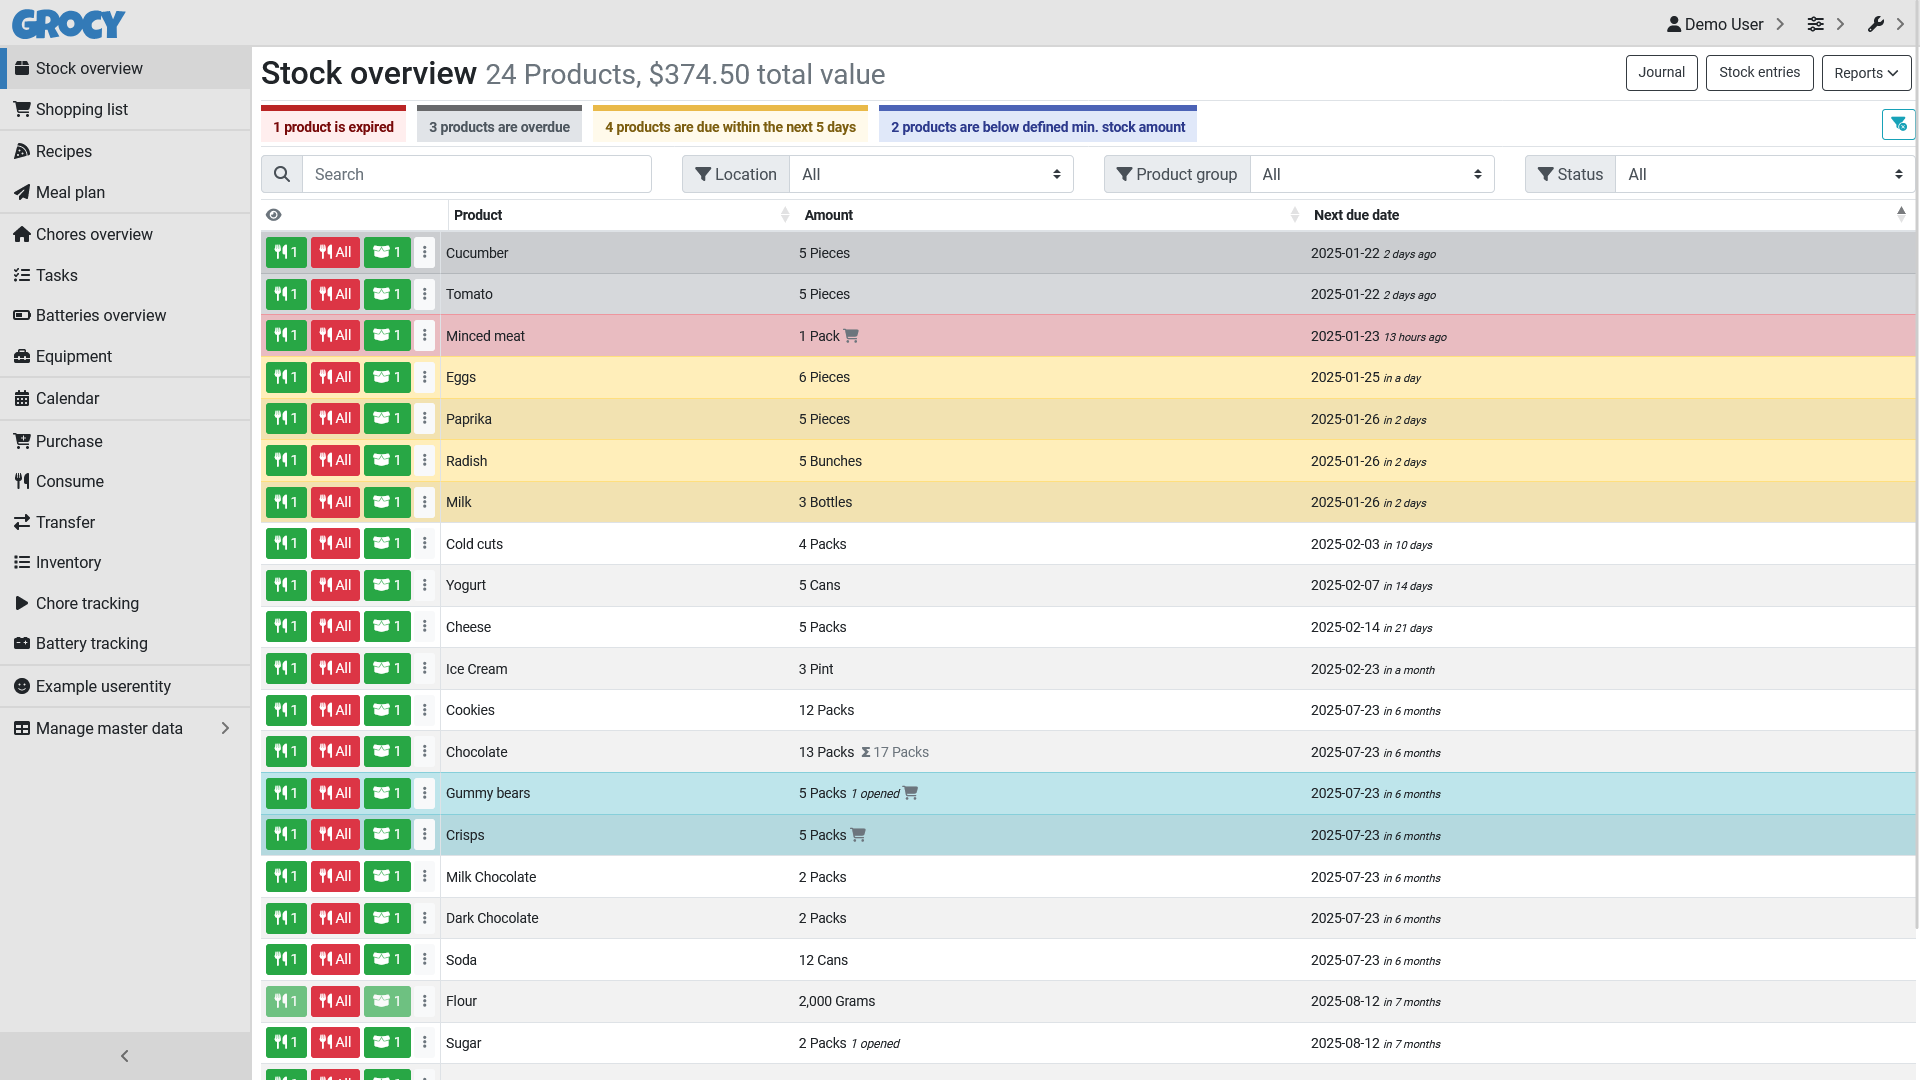 GROCY
Demo User
Stock overview
Shopping list
Recipes
Meal plan
Chores overview
Tasks
Batteries overview
Equipment
Calendar
Purchase
Consume
Transfer
Inventory
Chore tracking
Battery tracking
Example userentity
Manage master data
Stock overview 24 Products, $374.50 total value
Journal Stock entries Reports
1 product is expired 3 products are overdue 4 products are due within the next 5 days 2 products are below defined min. stock amount
Search Location All Product group All Status All
Product Amount Next due date
1 All 1 Cucumber 5 Pieces 2025-01-22 2 days ago
1 All 1 Tomato 5 Pieces 2025-01-22 2 days ago
1 All 1 Minced meat 1 Pack 2025-01-23 13 hours ago
1 All 1 Eggs 6 Pieces 2025-01-25 in a day
1 All 1 Paprika 5 Pieces 2025-01-26 in 2 days
1 All 1 Radish 5 Bunches 2025-01-26 in 2 days
1 All 1 Milk 3 Bottles 2025-01-26 in 2 days
1 All 1 Cold cuts 4 Packs 2025-02-03 in 10 days
1 All 1 Yogurt 5 Cans 2025-02-07 in 14 days
1 All 1 Cheese 5 Packs 2025-02-14 in 21 days
1 All 1 Ice Cream 3 Pint 2025-02-23 in a month
1 All 1 Cookies 12 Packs 2025-07-23 in 6 months
1 All 1 Chocolate 13 Packs Σ 17 Packs 2025-07-23 in 6 months
1 All 1 Gummy bears 5 Packs 1 opened 2025-07-23 in 6 months
1 All 1 Crisps 5 Packs 2025-07-23 in 6 months
1 All 1 Milk Chocolate 2 Packs 2025-07-23 in 6 months
1 All 1 Dark Chocolate 2 Packs 2025-07-23 in 6 months
1 All 1 Soda 12 Cans 2025-07-23 in 6 months
1 All 1 Flour 2,000 Grams 2025-08-12 in 7 months
1 All 1 Sugar 2 Packs 1 opened 2025-08-12 in 7 months